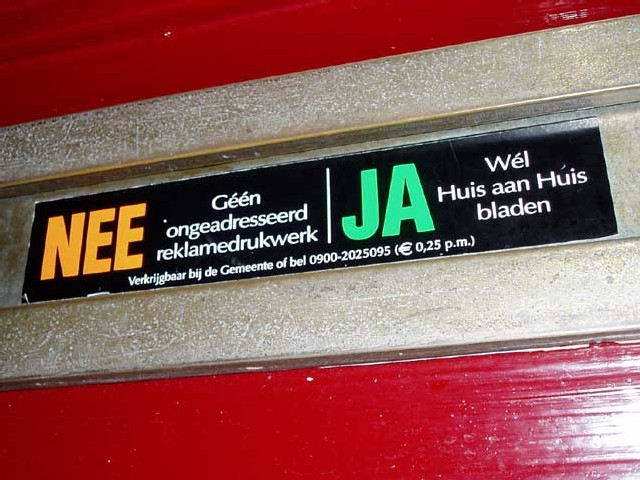 NEE
Géén
ongeadresseerd
reklamedrukwerk
JA
Wél
Huis aan Huis
bladen
Verkrijgbaar bij de Gemeente of bel 0900-2025095 (€ 0,25 p.m.)